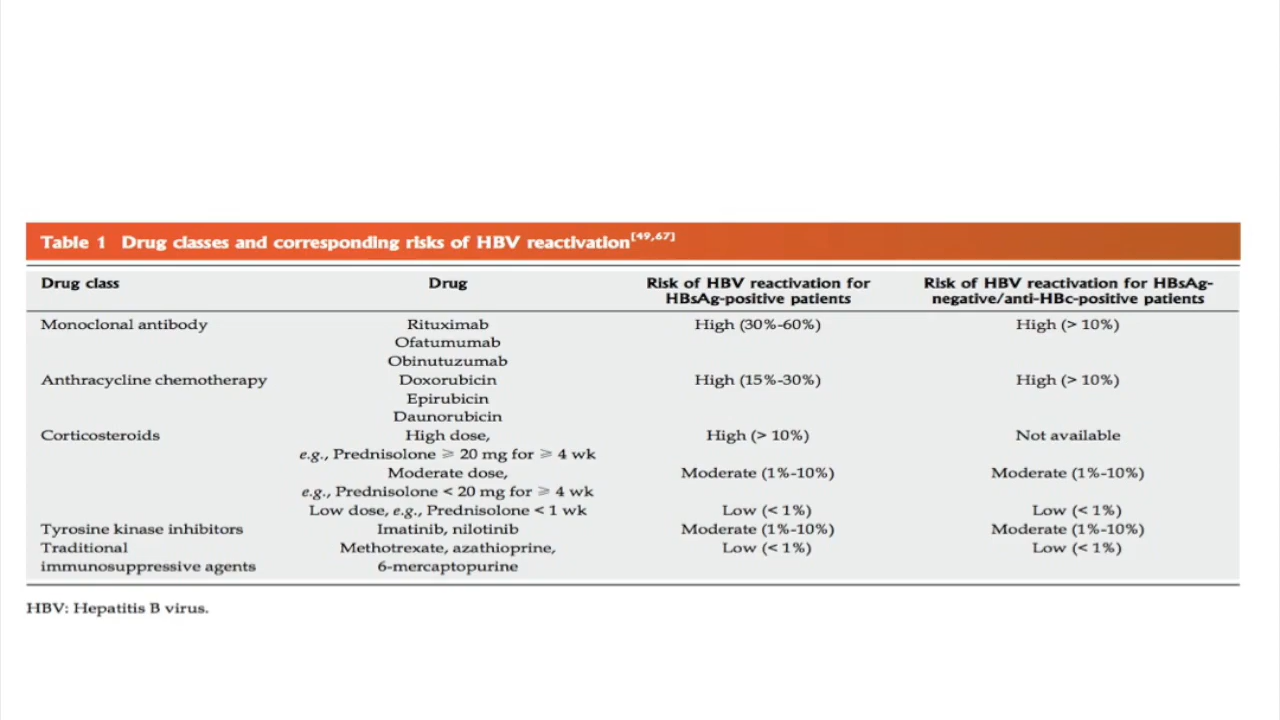 Table 1 Drug classes and corresponding risks of HBV reactivation[49,67]
Drug class Drug Risk of HBV reactivation for HBsAg-positive patients Risk of HBV reactivation for HBsAg-negative/anti-HBc-positive patients
Monoclonal antibody Rituximab High (30%-60%) High (> 10%)
Ofatumumab
Obinutuzumab
Anthracycline chemotherapy Doxorubicin High (15%-30%) High (> 10%)
Epirubicin
Daunorubicin
Corticosteroids High dose, High (> 10%) Not available
e.g., Prednisolone ⩾ 20 mg for ⩾ 4 wk
Moderate dose, Moderate (1%-10%) Moderate (1%-10%)
e.g., Prednisolone < 20 mg for ⩾ 4 wk
Low dose, e.g., Prednisolone < 1 wk Low (< 1%) Low (< 1%)
Tyrosine kinase inhibitors Imatinib, nilotinib Moderate (1%-10%) Moderate (1%-10%)
Traditional Methotrexate, azathioprine, Low (< 1%) Low (< 1%)
immunosuppressive agents 6-mercaptopurine
HBV: Hepatitis B virus.